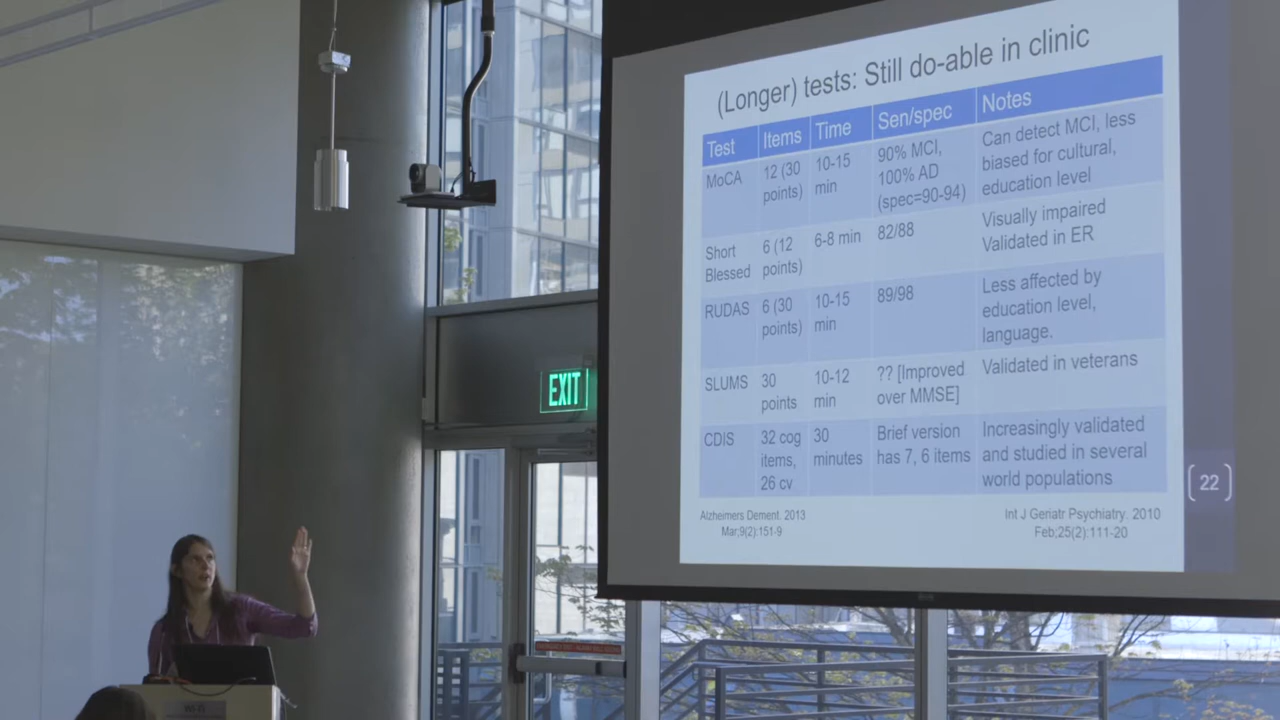 (Longer) tests: Still do-able in clinic
Test Items Time Sen/spec Notes
MoCA
12 (30
points)
10-15
min
90% MCI,
100% AD
(spec=90-94)
Can detect MCI, less
biased for cultural,
education level
Short
Blessed
6 (12
points)
6-8 min
82/88
Visually impaired
Validated in ER
RUDAS
6 (30
points)
10-15
min
89/98
Less affected by
education level,
language.
SLUMS
30
points
10-12
min
?? [Improved
over MMSE]
Validated in veterans
CDIS
32 cog
items,
26 cv
30
minutes
Brief version
has 7, 6 items
Increasingly validated
and studied in several
world populations
Alzheimers Dement. 2013
Mar;9(2):151-9
Int J Geriatr Psychiatry. 2010
Feb;25(2):111-20
22
EXIT
Wi-Fi